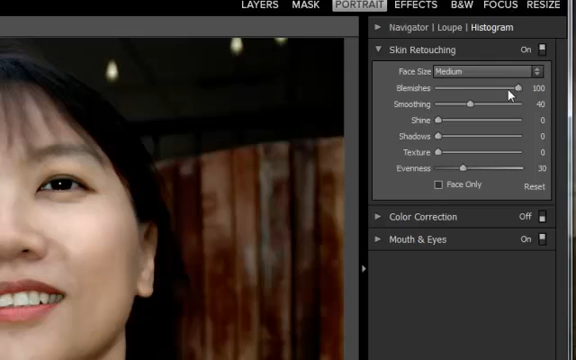 LAYERS MASK PORTRAIT EFFECTS B&W FOCUS RESIZE
Navigator | Loupe | Histogram
Skin Retouching On
Face Size Medium
Blemishes 100
Smoothing 40
Shine 0
Shadows 0
Texture 0
Evenness 30
Face Only Reset
Color Correction Off
Mouth & Eyes On